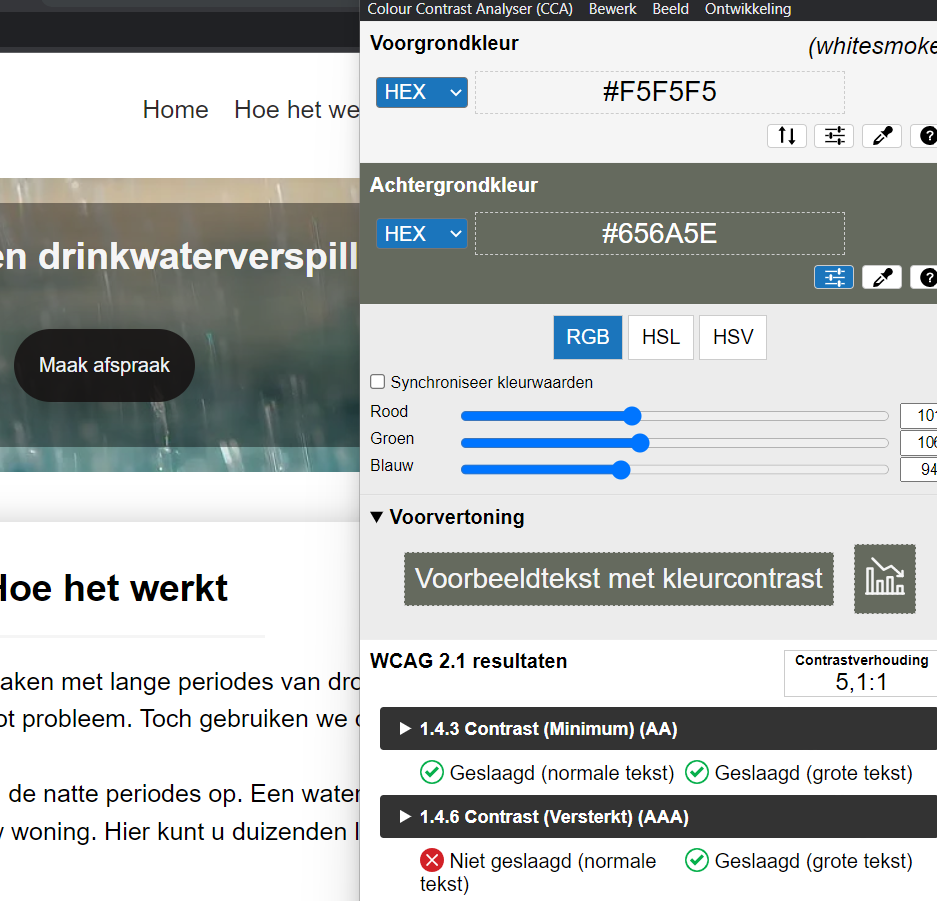 Colour Contrast Analyser (CCA) Bewerk Beeld Ontwikkeling
Voorgrondkleur
(whitesmoke
HEX #F5F5F5
Achtergrondkleur
HEX #656A5E
RGB HSL HSV
Synchroniseer kleurwaarden
Rood 101
Groen 106
Blauw 94
Voorvertoning
Voorbeeldtekst met kleurcontrast
WCAG 2.1 resultaten
Contrastverhouding
5,1:1
1.4.3 Contrast (Minimum) (AA)
Geslaagd (normale tekst) Geslaagd (grote tekst)
1.4.6 Contrast (Versterkt) (AAA)
Niet geslaagd (normale tekst) Geslaagd (grote tekst)
Home Hoe het we
en drinkwaterverspill
Maak afspraak
Hoe het werkt
aken met lange periodes van dro
ot probleem. Toch gebruiken we
de natte periodes op. Een water
woning. Hier kunt u duizenden l